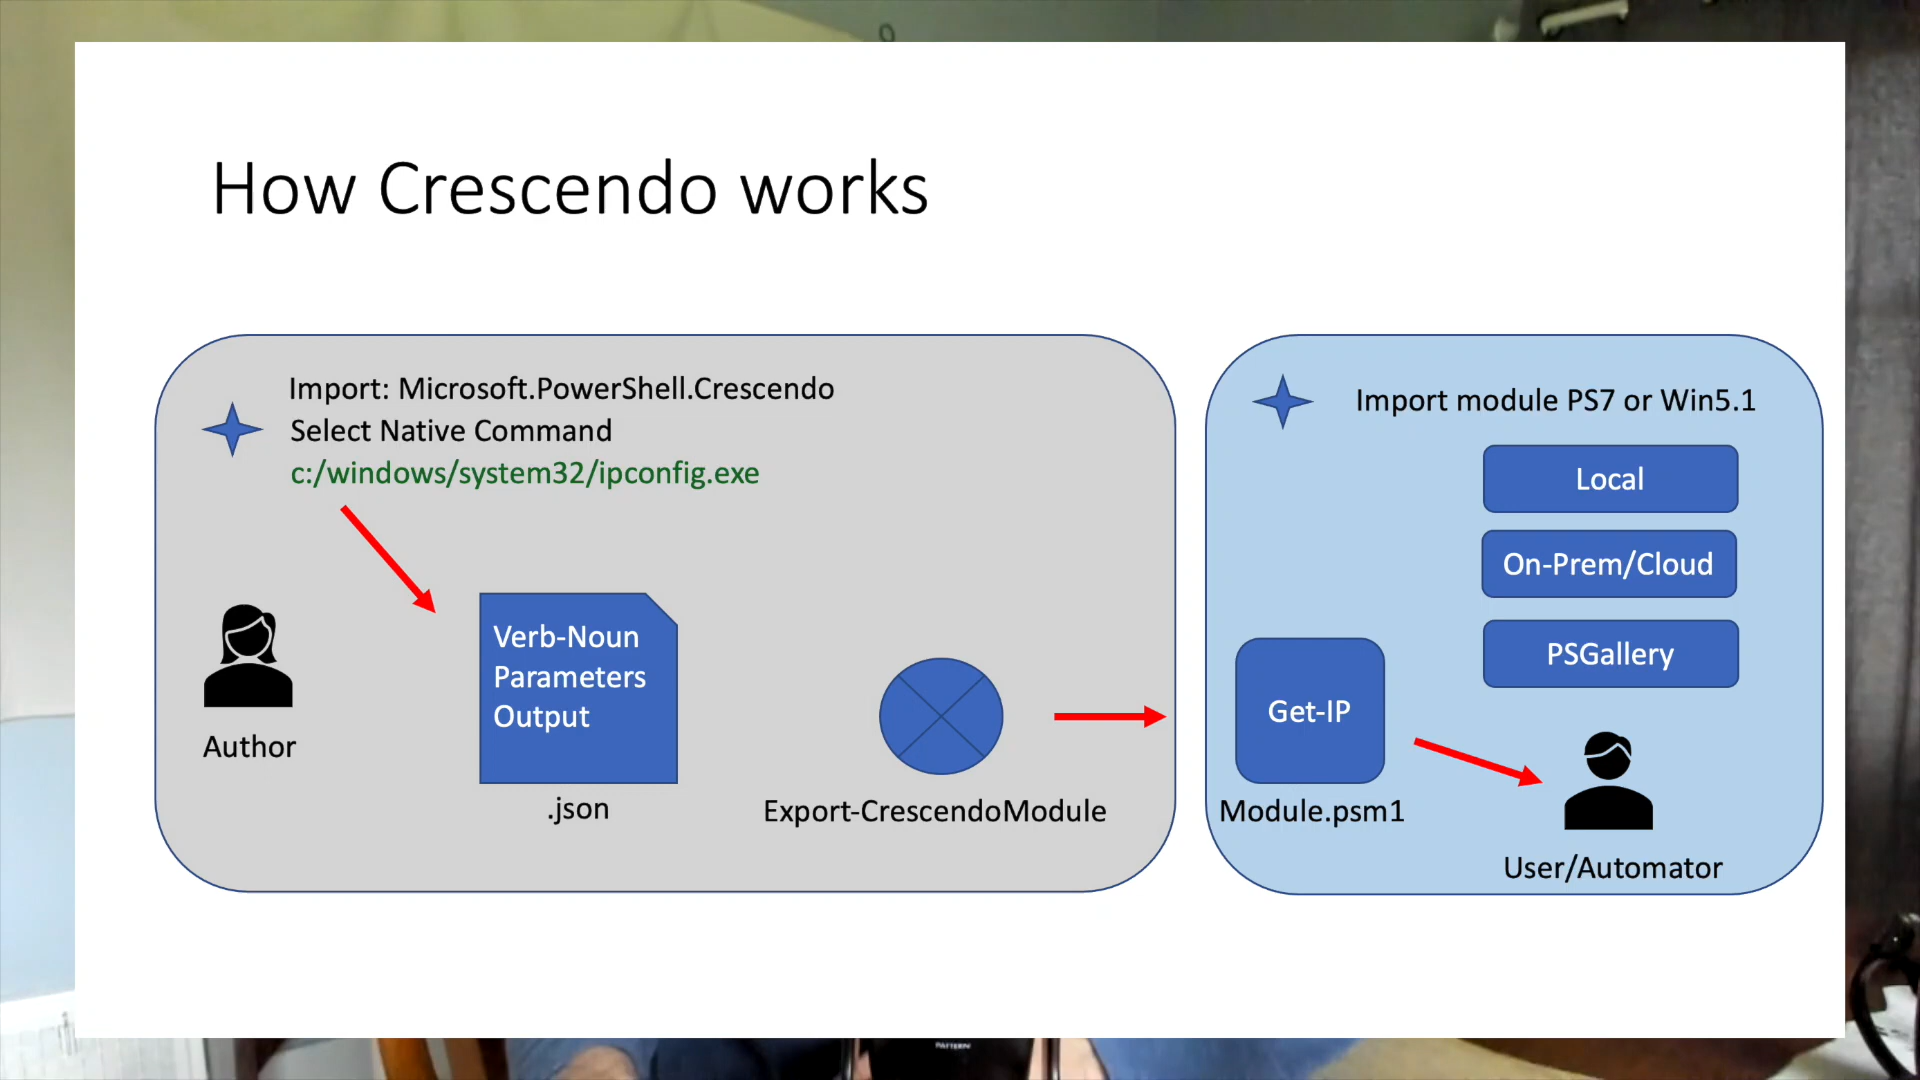 How Crescendo works
Import: Microsoft.PowerShell.Crescendo
Select Native Command
c:/windows/system32/ipconfig.exe
Author
Verb-Noun
Parameters
Output
.json
Export-CrescendoModule
Import module PS7 or Win5.1
Local
On-Prem/Cloud
PSGallery
Get-IP
Module.psm1
User/Automator
PATTERN